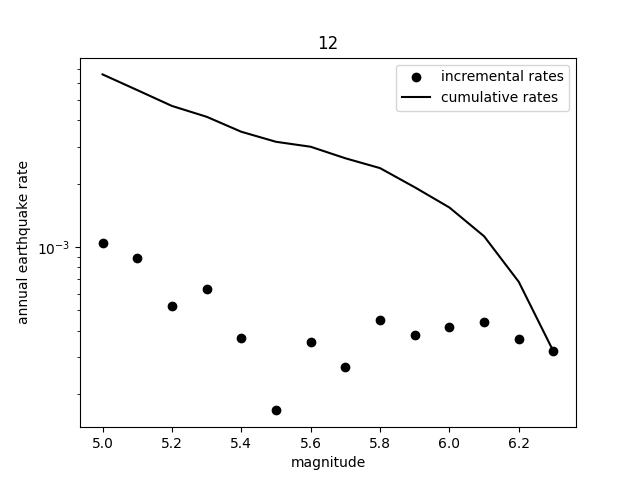 12
incremental rates
cumulative rates
annual earthquake rate
10⁻³
5.0 5.2 5.4 5.6 5.8 6.0 6.2
magnitude